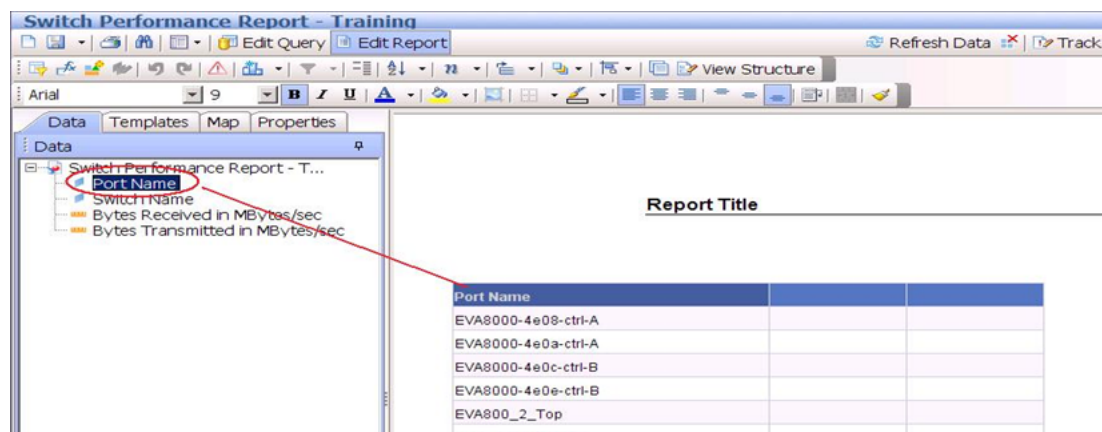 Switch Performance Report - Training
Edit Query Edit Report Refresh Data Track
View Structure
Arial 9 B I U A
Data Templates Map Properties
Data
Switch Performance Report - T...
Port Name
Switch Name
Bytes Received in MBytes/sec
Bytes Transmitted in MBytes/sec
Report Title
Port Name
EVA8000-4e08-ctrl-A
EVA8000-4e0a-ctrl-A
EVA8000-4e0c-ctrl-B
EVA8000-4e0e-ctrl-B
EVA800_2_Top